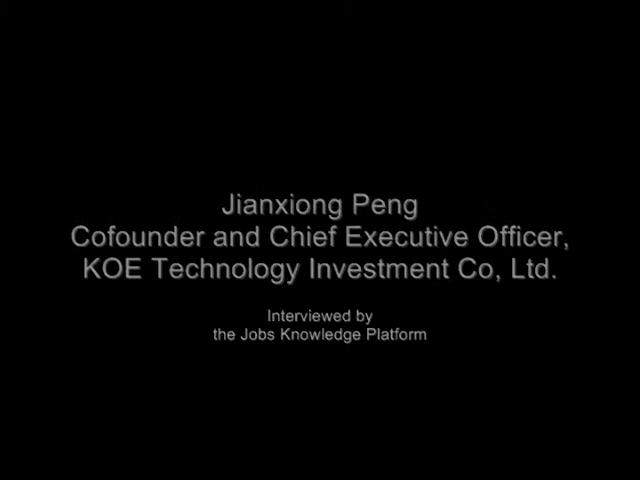 Jianxiong Peng
Cofounder and Chief Executive Officer,
KOE Technology Investment Co, Ltd.
Interviewed by
the Jobs Knowledge Platform